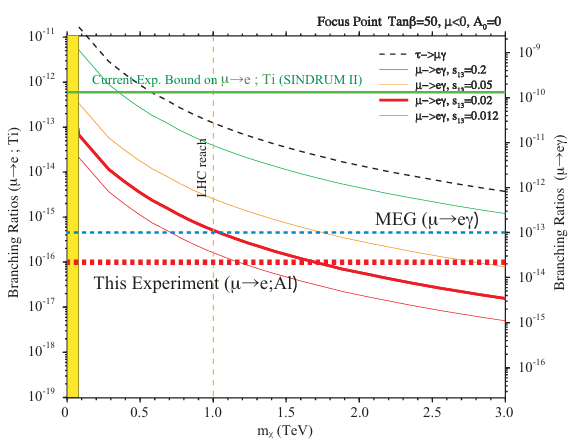 Focus Point Tanβ=50, μ<0, A₀=0
τ−>μγ
μ−>eγ, s₁₃=0.2
μ−>eγ, s₁₃=0.05
μ−>eγ, s₁₃=0.02
μ−>eγ, s₁₃=0.012
Current Exp. Bound on μ→e ; Ti (SINDRUM II)
LHC reach
MEG (μ→eγ)
This Experiment (μ→e;Al)
Branching Ratios (μ→e ; Ti)
10⁻¹¹
10⁻¹²
10⁻¹³
10⁻¹⁴
10⁻¹⁵
10⁻¹⁶
10⁻¹⁷
10⁻¹⁸
10⁻¹⁹
Branching Ratios (μ→eγ)
10⁻⁹
10⁻¹⁰
10⁻¹¹
10⁻¹²
10⁻¹³
10⁻¹⁴
10⁻¹⁵
10⁻¹⁶
0 0.5 1.0 1.5 2.0 2.5 3.0
mχ (TeV)